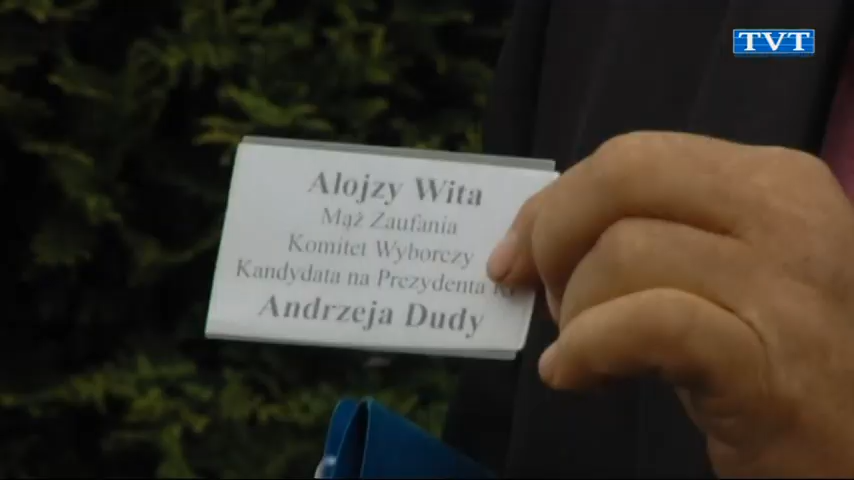 TVT
Alojzy Wita
Mąż Zaufania
Komitet Wyborczy
Kandydata na Prezydenta
Andrzeja Dudy